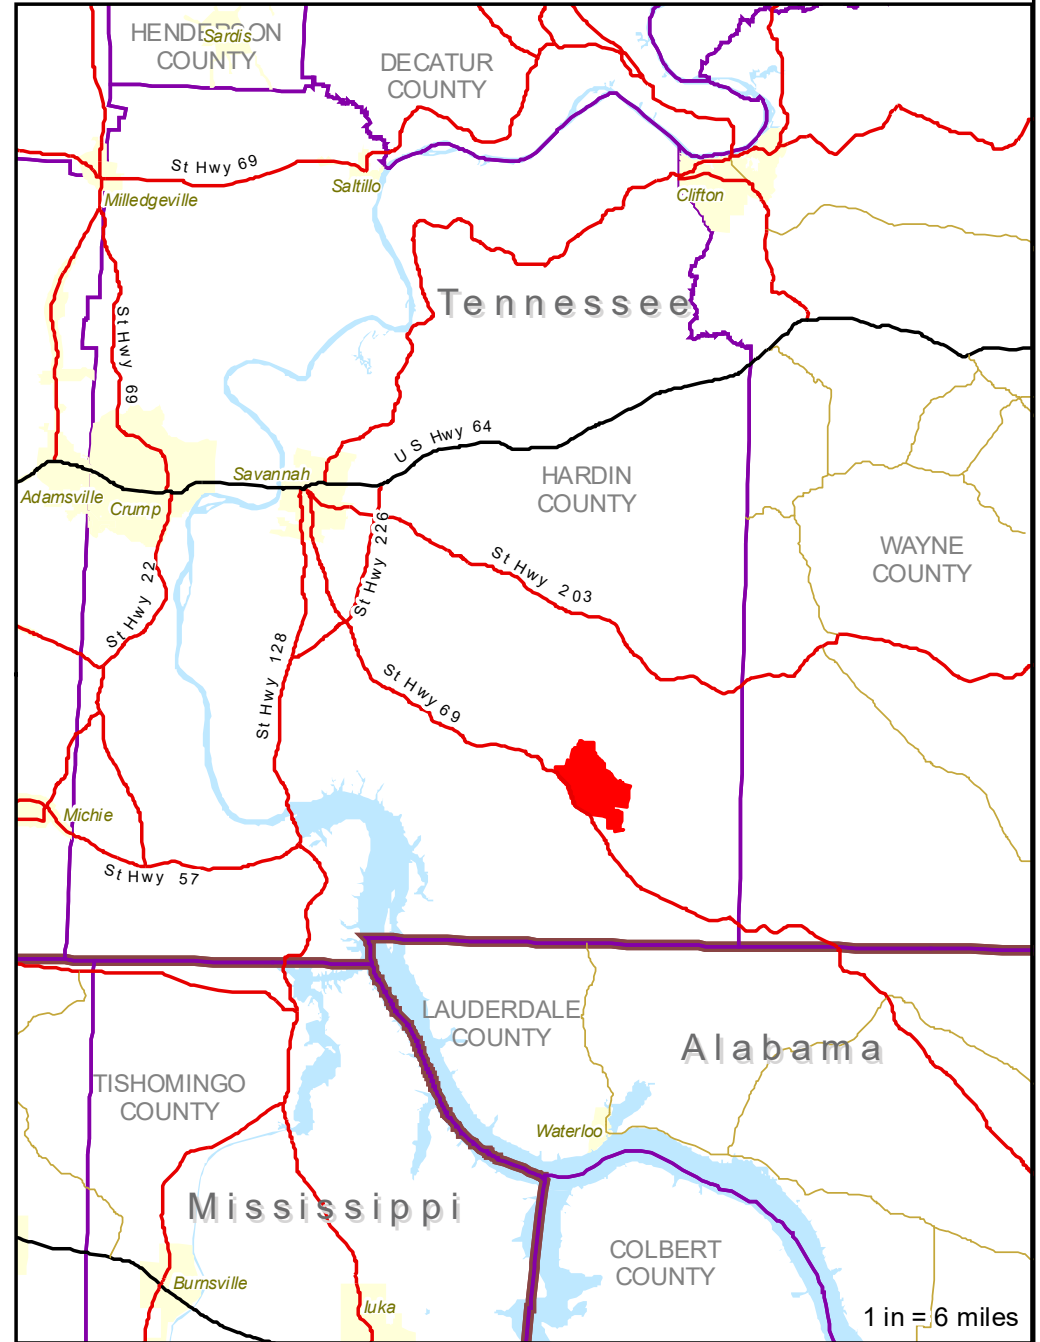 HENDERSON
COUNTY
Sardis
DECATUR
COUNTY
St Hwy 69
Saltillo
Milledgeville
Clifton
Tennessee
St Hwy 69
US Hwy 64
Savannah
HARDIN
COUNTY
Adamsville
Crump
St Hwy 226
WAYNE
COUNTY
St Hwy 22
St Hwy 203
St Hwy 128
St Hwy 69
Michie
St Hwy 57
LAUDERDALE
COUNTY
Alabama
TISHOMINGO
COUNTY
Waterloo
Mississippi
COLBERT
COUNTY
Burnsville
Iuka
1 in = 6 miles